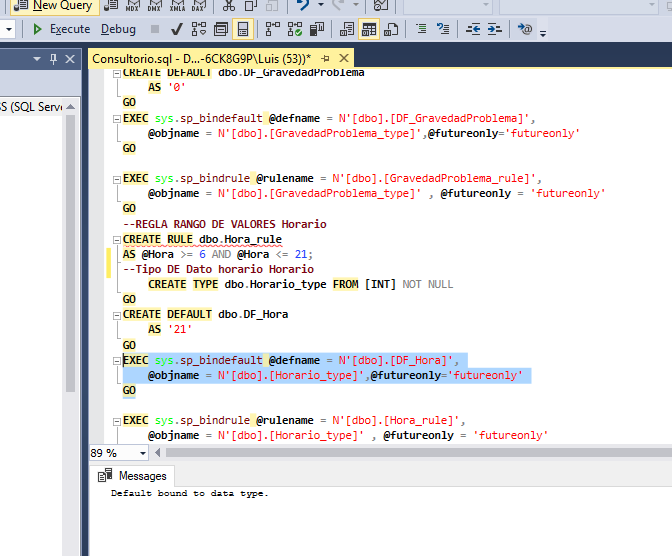 New Query
MDX DMX XMLA DAX
Execute Debug
Consultorio.sql - D...-6CK8G9P\Luis (53))*
SS (SQL Serve
CREATE DEFAULT dbo.DF_GravedadProblema
AS '0'
GO
EXEC sys.sp_bindefault @defname = N'[dbo].[DF_GravedadProblema]',
@objname = N'[dbo].[GravedadProblema_type]',@futureonly='futureonly'
GO
EXEC sys.sp_bindrule @rulename = N'[dbo].[GravedadProblema_rule]',
@objname = N'[dbo].[GravedadProblema_type]' , @futureonly = 'futureonly'
GO
--REGLA RANGO DE VALORES Horario
CREATE RULE dbo.Hora_rule
AS @Hora >= 6 AND @Hora <= 21;
--Tipo DE Dato horario Horario
CREATE TYPE dbo.Horario_type FROM [INT] NOT NULL
GO
CREATE DEFAULT dbo.DF_Hora
AS '21'
GO
EXEC sys.sp_bindefault @defname = N'[dbo].[DF_Hora]',
@objname = N'[dbo].[Horario_type]',@futureonly='futureonly'
GO
EXEC sys.sp_bindrule @rulename = N'[dbo].[Hora_rule]',
@objname = N'[dbo].[Horario_type]' , @futureonly = 'futureonly'
89 %
Messages
Default bound to data type.